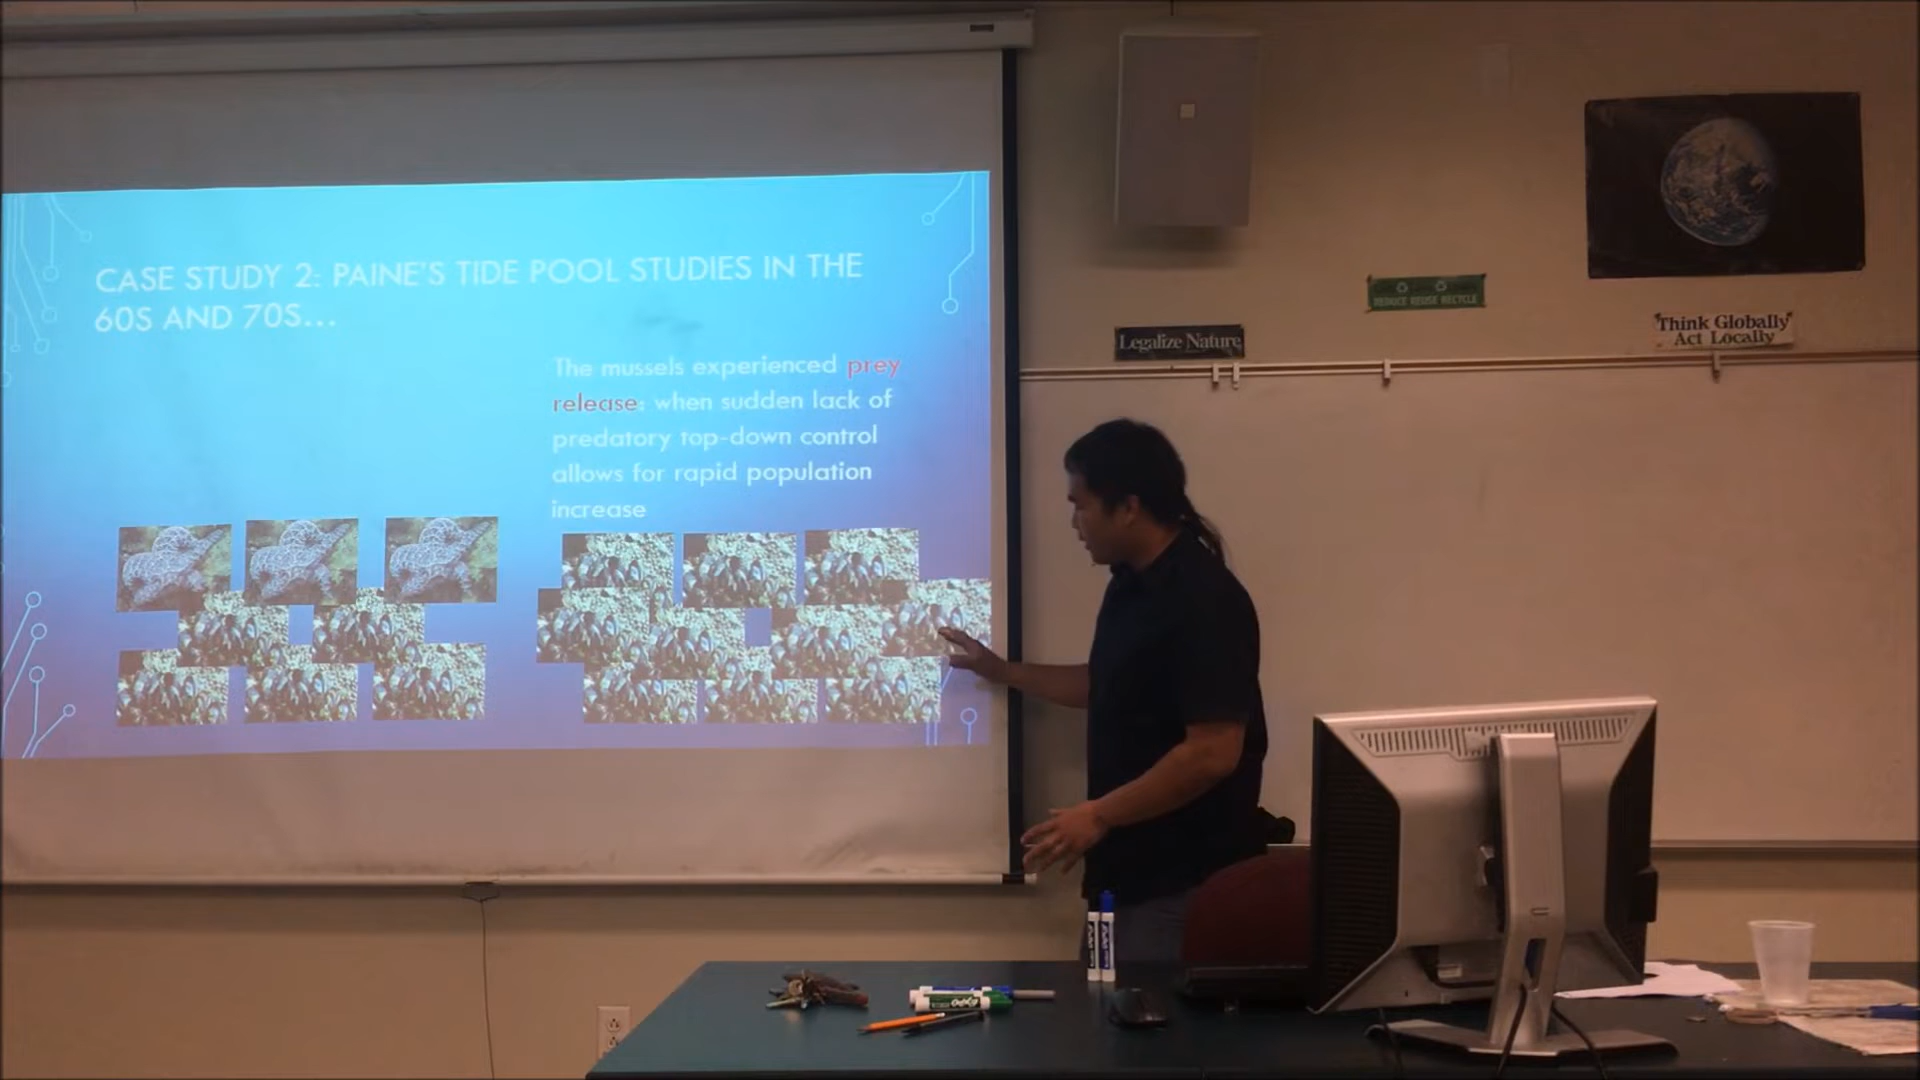 CASE STUDY 2: PAINE'S TIDE POOL STUDIES IN THE
60S AND 70S...
The mussels experienced prey
release: when sudden lack of
predatory top-down control
allows for rapid population
increase
Legalize Nature
REDUCE REUSE RECYCLE
Think Globally
Act Locally
EXPO